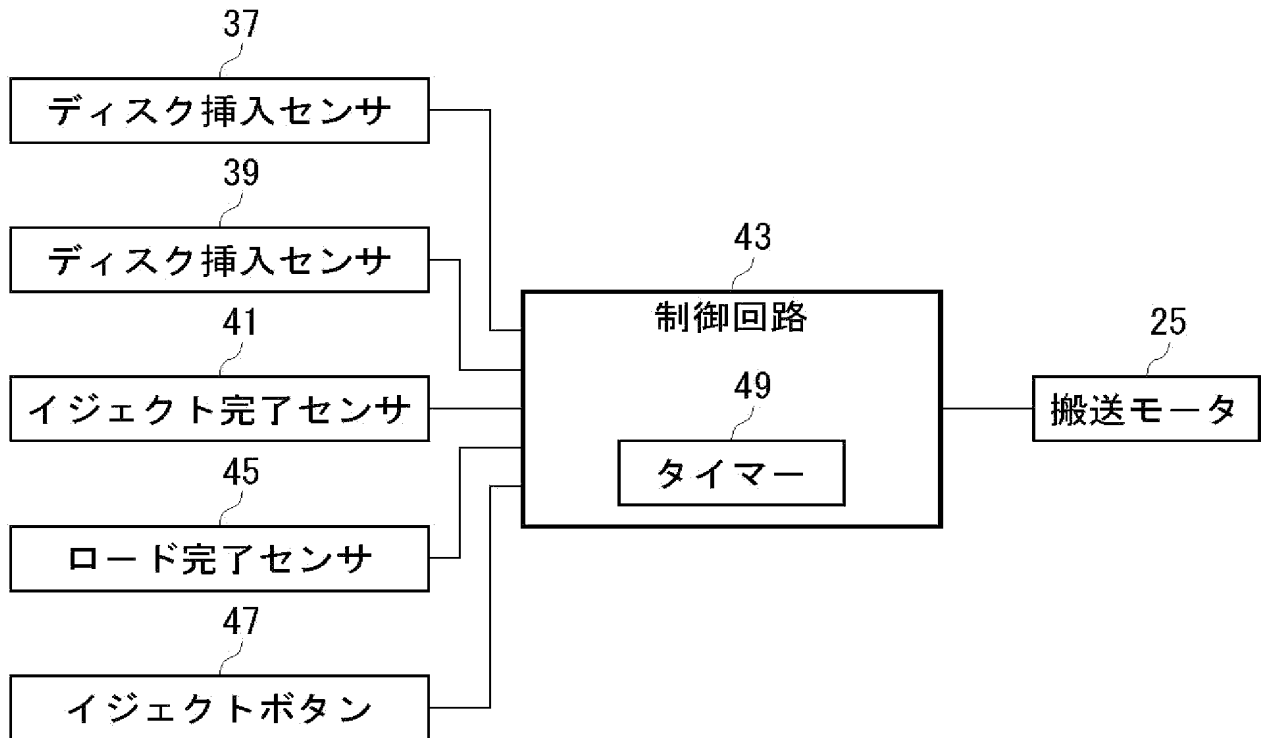 37
ディスク挿入センサ
39
ディスク挿入センサ
41
イジェクト完了センサ
45
ロード完了センサ
47
イジェクトボタン
43
制御回路
49
タイマー
25
搬送モータ